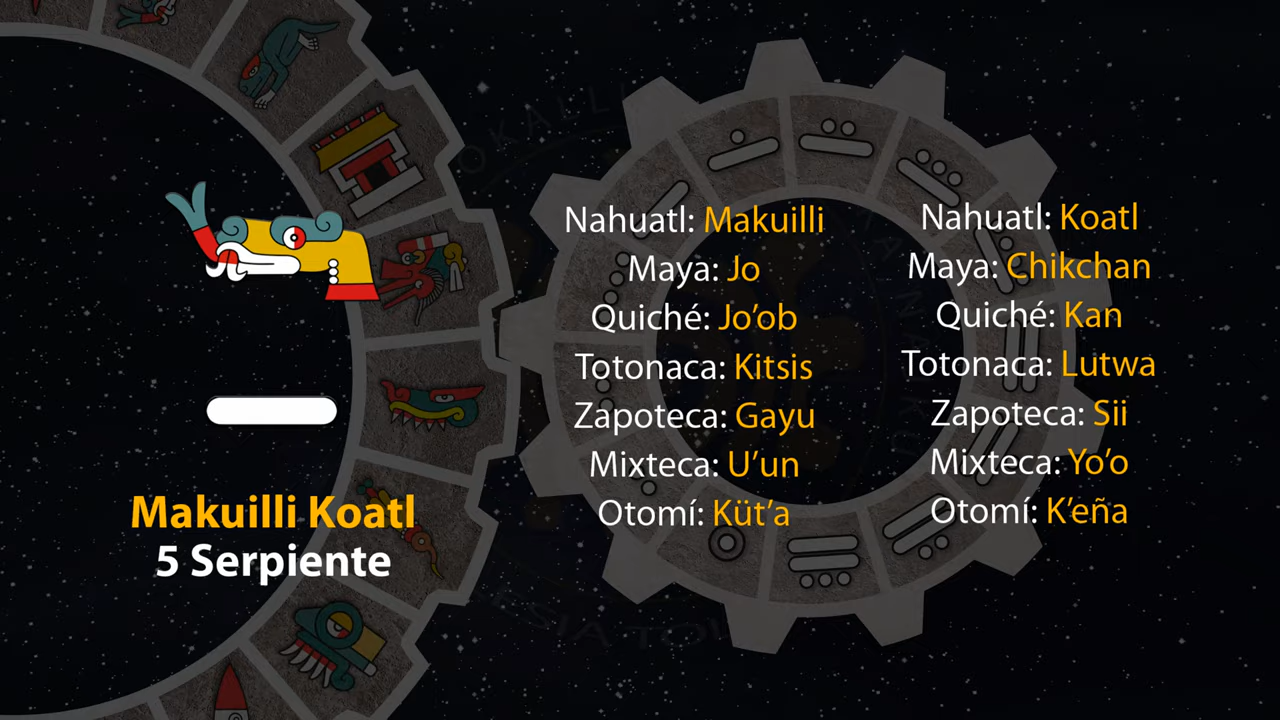 Makuilli Koatl
5 Serpiente
Nahuatl: Makuilli
Maya: Jo
Quiché: Jo’ob
Totonaca: Kitsis
Zapoteca: Gayu
Mixteca: U’un
Otomí: Küt’a
Nahuatl: Koatl
Maya: Chikchan
Quiché: Kan
Totonaca: Lutwa
Zapoteca: Sii
Mixteca: Yo’o
Otomí: K’eña